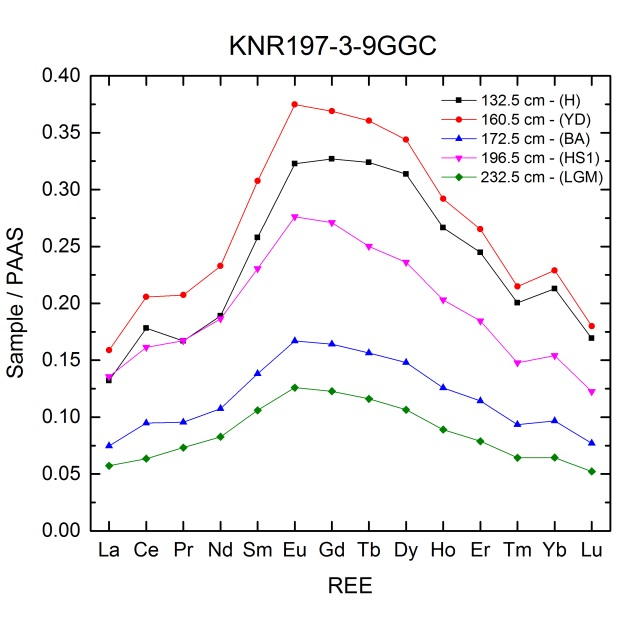 KNR197-3-9GGC
0.40
0.35
0.30
0.25
0.20
0.15
0.10
0.05
0.00
Sample / PAAS
132.5 cm - (H)
160.5 cm - (YD)
172.5 cm - (BA)
196.5 cm - (HS1)
232.5 cm - (LGM)
La Ce Pr Nd Sm Eu Gd Tb Dy Ho Er Tm Yb Lu
REE